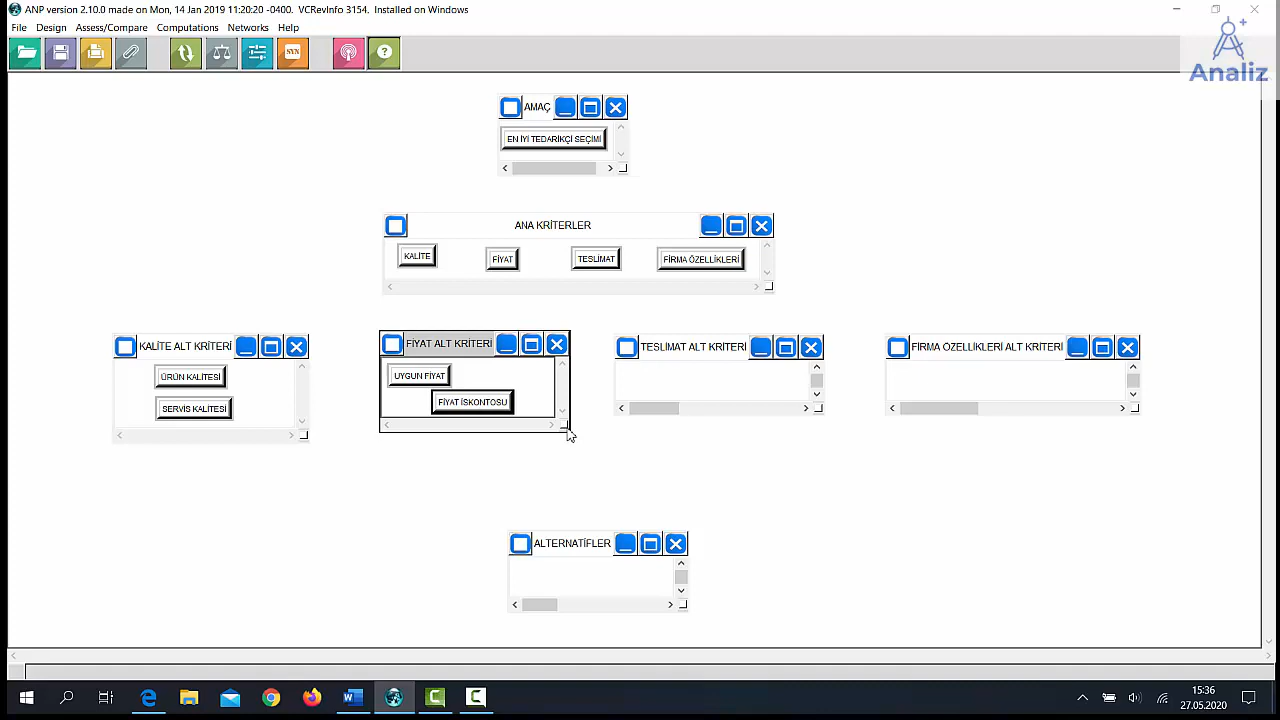 ANP version 2.10.0 made on Mon, 14 Jan 2019 11:20:20 -0400. VCRevInfo 3154. Installed on Windows
File Design Assess/Compare Computations Networks Help
SYN
?
Analiz
AMAÇ
EN İYİ TEDARİKÇİ SEÇİMİ
ANA KRİTERLER
KALİTE
FİYAT
TESLİMAT
FİRMA ÖZELLİKLERİ
KALİTE ALT KRİTERİ
ÜRÜN KALİTESİ
SERVİS KALİTESİ
FİYAT ALT KRİTERİ
UYGUN FİYAT
FİYAT İSKONTOSU
TESLİMAT ALT KRİTERİ
FİRMA ÖZELLİKLERİ ALT KRİTERİ
ALTERNATİFLER
15:36
27.05.2020